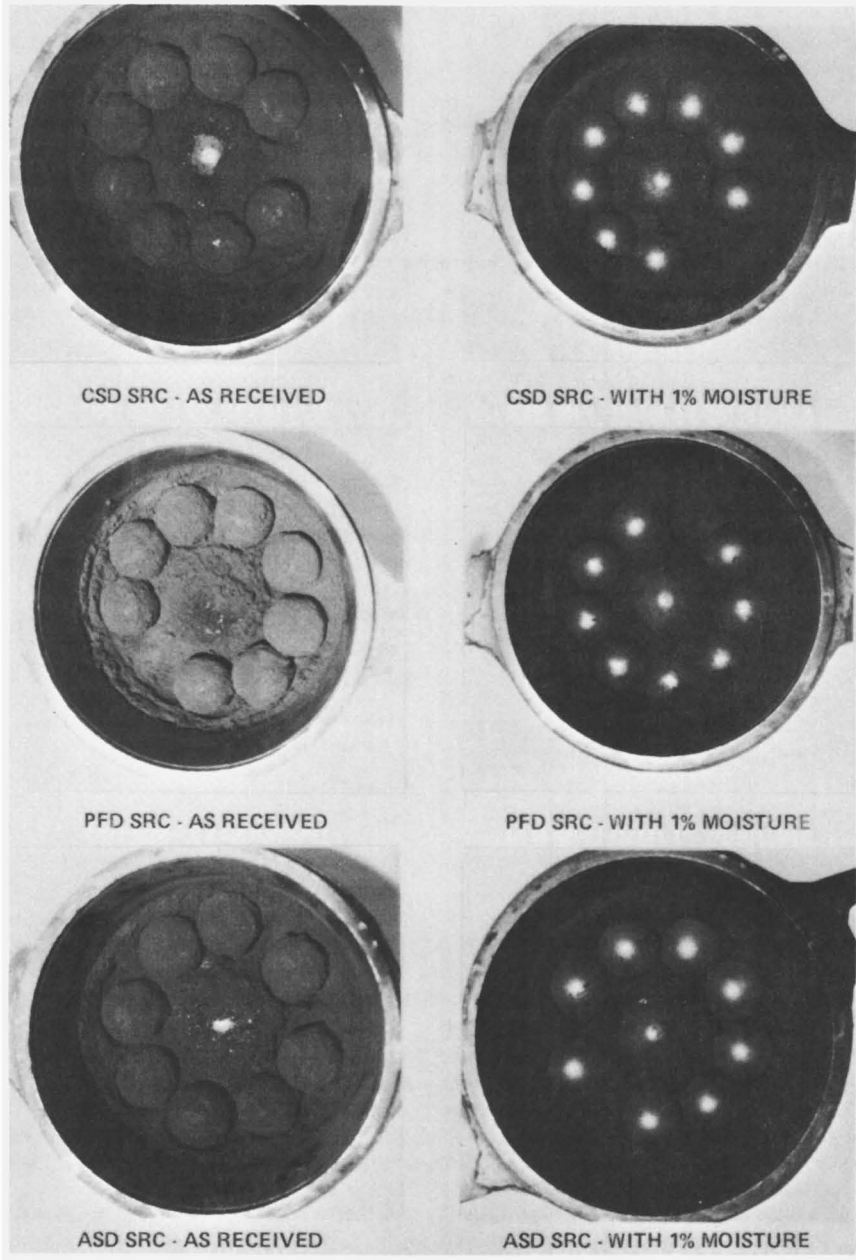 CSD SRC - AS RECEIVED
CSD SRC - WITH 1% MOISTURE
PFD SRC - AS RECEIVED
PFD SRC - WITH 1% MOISTURE
ASD SRC - AS RECEIVED
ASD SRC - WITH 1% MOISTURE